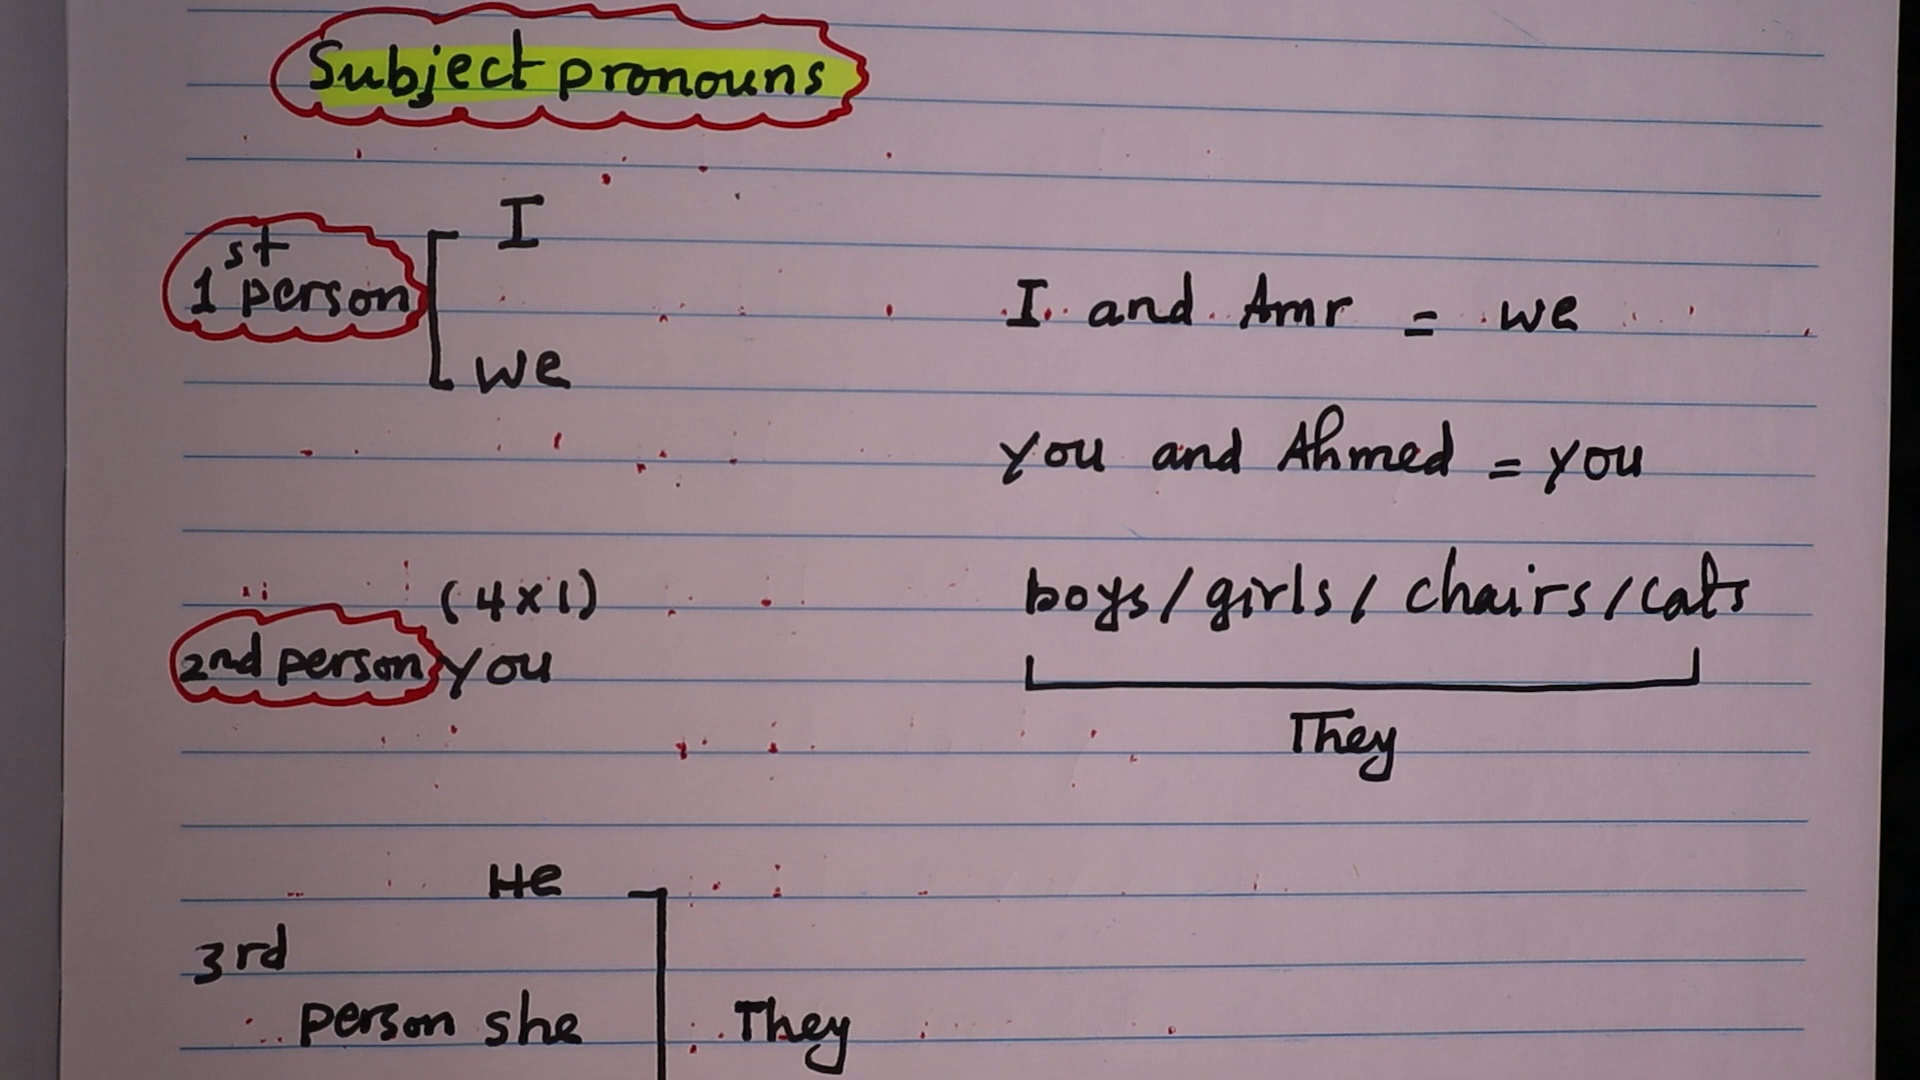 Subject pronouns
1st person
I
we
I and Amr = we
you and Ahmed = you
(4x1)
2nd person you
boys/girls/chairs/cats
They
He
3rd
person she
They